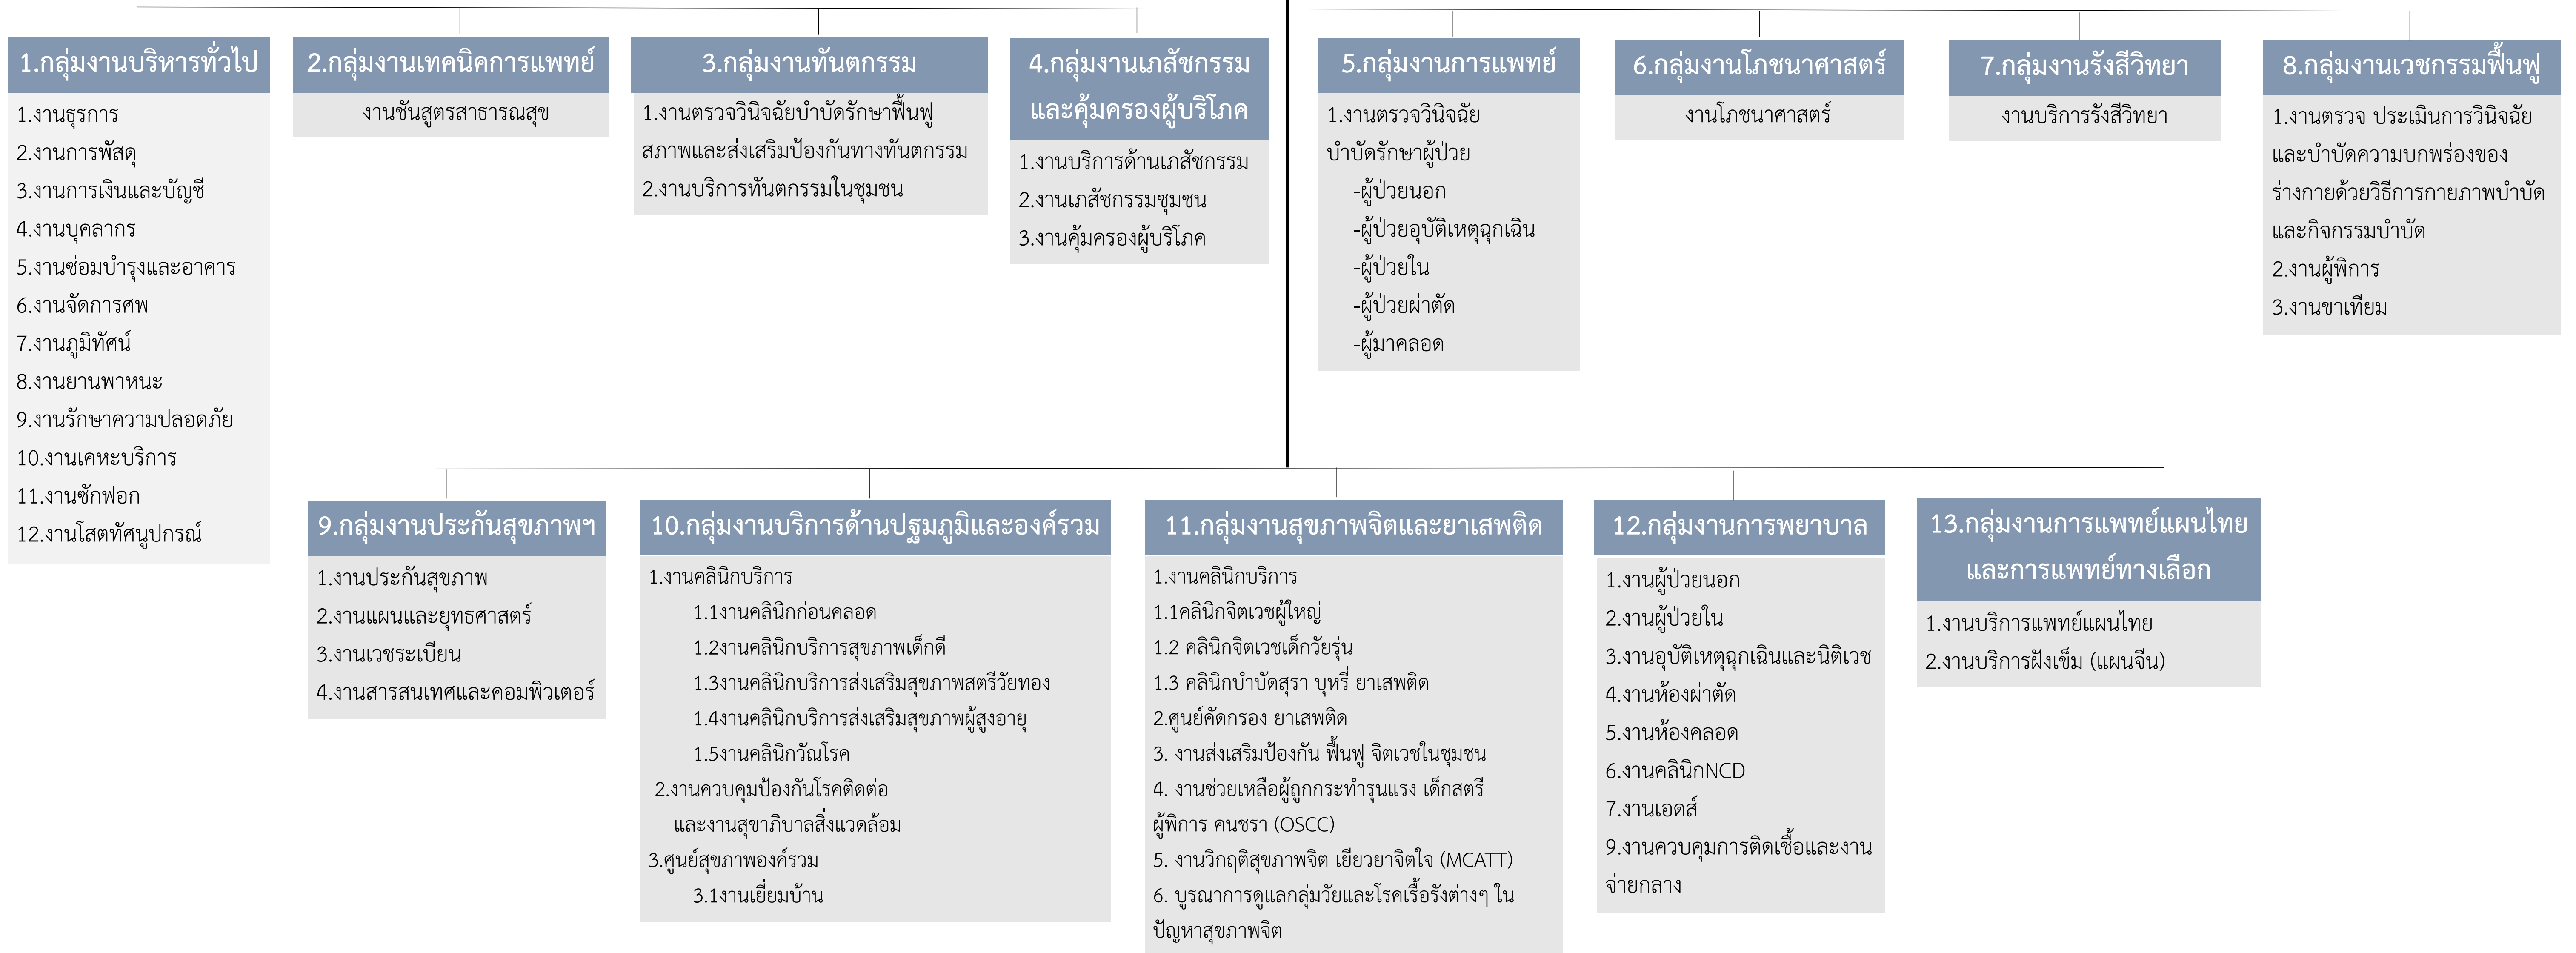 1.กลุ่มงานบริหารทั่วไป
1.งานธุรการ
2.งานการพัสดุ
3.งานการเงินและบัญชี
4.งานบุคลากร
5.งานซ่อมบำรุงและอาคาร
6.งานจัดการศพ
7.งานภูมิทัศน์
8.งานยานพาหนะ
9.งานรักษาความปลอดภัย
10.งานเคหะบริการ
11.งานซักฟอก
12.งานโสตทัศนูปกรณ์
2.กลุ่มงานเทคนิคการแพทย์
งานชันสูตรสาธารณสุข
3.กลุ่มงานทันตกรรม
1.งานตรวจวินิจฉัยบำบัดรักษาฟื้นฟู
สภาพและส่งเสริมป้องกันทางทันตกรรม
2.งานบริการทันตกรรมในชุมชน
4.กลุ่มงานเภสัชกรรม
และคุ้มครองผู้บริโภค
1.งานบริการด้านเภสัชกรรม
2.งานเภสัชกรรมชุมชน
3.งานคุ้มครองผู้บริโภค
5.กลุ่มงานการแพทย์
1.งานตรวจวินิจฉัย
บำบัดรักษาผู้ป่วย
-ผู้ป่วยนอก
-ผู้ป่วยอุบัติเหตุฉุกเฉิน
-ผู้ป่วยใน
-ผู้ป่วยผ่าตัด
-ผู้มาคลอด
6.กลุ่มงานโภชนาศาสตร์
งานโภชนาศาสตร์
7.กลุ่มงานรังสีวิทยา
งานบริการรังสีวิทยา
8.กลุ่มงานเวชกรรมฟื้นฟู
1.งานตรวจ ประเมินการวินิจฉัย
และบำบัดความบกพร่องของ
ร่างกายด้วยวิธีการกายภาพบำบัด
และกิจกรรมบำบัด
2.งานผู้พิการ
3.งานขาเทียม
9.กลุ่มงานประกันสุขภาพฯ
1.งานประกันสุขภาพ
2.งานแผนและยุทธศาสตร์
3.งานเวชระเบียน
4.งานสารสนเทศและคอมพิวเตอร์
10.กลุ่มงานบริการด้านปฐมภูมิและองค์รวม
1.งานคลินิกบริการ
1.1งานคลินิกก่อนคลอด
1.2งานคลินิกบริการสุขภาพเด็กดี
1.3งานคลินิกบริการส่งเสริมสุขภาพสตรีวัยทอง
1.4งานคลินิกบริการส่งเสริมสุขภาพผู้สูงอายุ
1.5งานคลินิกวัณโรค
2.งานควบคุมป้องกันโรคติดต่อ
และงานสุขาภิบาลสิ่งแวดล้อม
3.ศูนย์สุขภาพองค์รวม
3.1งานเยี่ยมบ้าน
11.กลุ่มงานสุขภาพจิตและยาเสพติด
1.งานคลินิกบริการ
1.1คลินิกจิตเวชผู้ใหญ่
1.2 คลินิกจิตเวชเด็กวัยรุ่น
1.3 คลินิกบำบัดสุรา บุหรี่ ยาเสพติด
2.ศูนย์คัดกรอง ยาเสพติด
3. งานส่งเสริมป้องกัน ฟื้นฟู จิตเวชในชุมชน
4. งานช่วยเหลือผู้ถูกกระทำรุนแรง เด็กสตรี
ผู้พิการ คนชรา (OSCC)
5. งานวิกฤติสุขภาพจิต เยียวยาจิตใจ (MCATT)
6. บูรณาการดูแลกลุ่มวัยและโรคเรื้อรังต่างๆ ใน
ปัญหาสุขภาพจิต
12.กลุ่มงานการพยาบาล
1.งานผู้ป่วยนอก
2.งานผู้ป่วยใน
3.งานอุบัติเหตุฉุกเฉินและนิติเวช
4.งานห้องผ่าตัด
5.งานห้องคลอด
6.งานคลินิกNCD
7.งานเอดส์
9.งานควบคุมการติดเชื้อและงาน
จ่ายกลาง
13.กลุ่มงานการแพทย์แผนไทย
และการแพทย์ทางเลือก
1.งานบริการแพทย์แผนไทย
2.งานบริการฝังเข็ม (แผนจีน)